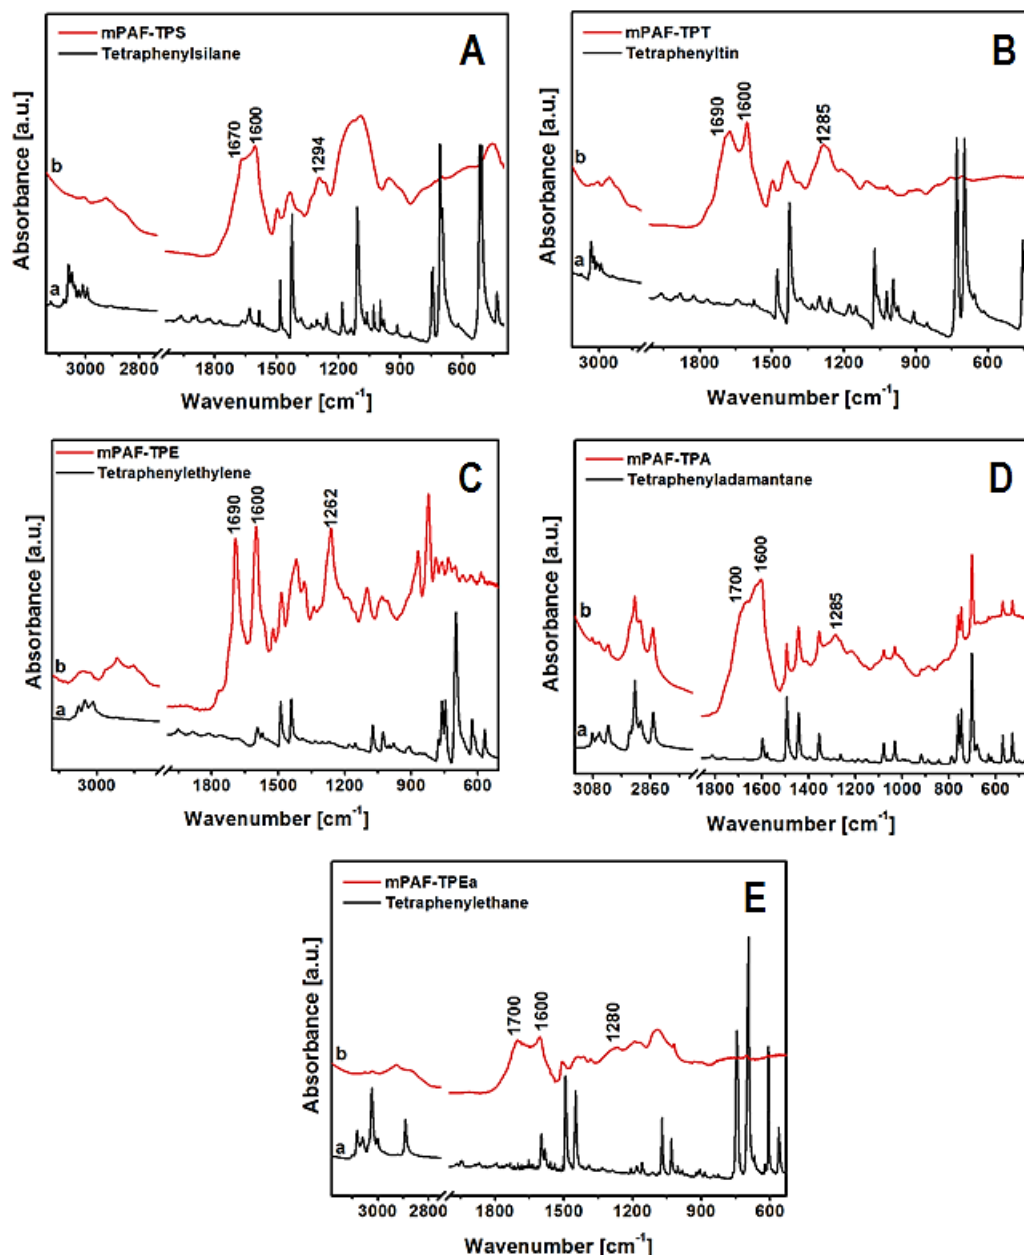 mPAF-TPS
Tetraphenylsilane
A
1670
1600
1294
b
a
Absorbance [a.u.]
3000 2800 1500 1200 900 600
Wavenumber [cm-1]
mPAF-TPT
Tetraphenyltin
B
1690
1600
1285
b
a
Absorbance [a.u.]
3000 1800 1500 1200 900 600
Wavenumber [cm-1]
mPAF-TPE
Tetraphenylethylene
C
1690
1600
1262
b
a
Absorbance [a.u.]
3000 1800 1500 1200 900 600
Wavenumber [cm-1]
mPAF-TPA
Tetraphenyladamantane
D
1700
1600
1285
b
a
Absorbance [a.u.]
3080 2860 1800 1600 1400 1200 1000 800 600
Wavenumber [cm-1]
mPAF-TPEa
Tetraphenylethane
E
1700
1600
1280
b
a
Absorbance [a.u.]
3000 2800 1500 1200 900 600
Wavenumber [cm-1]